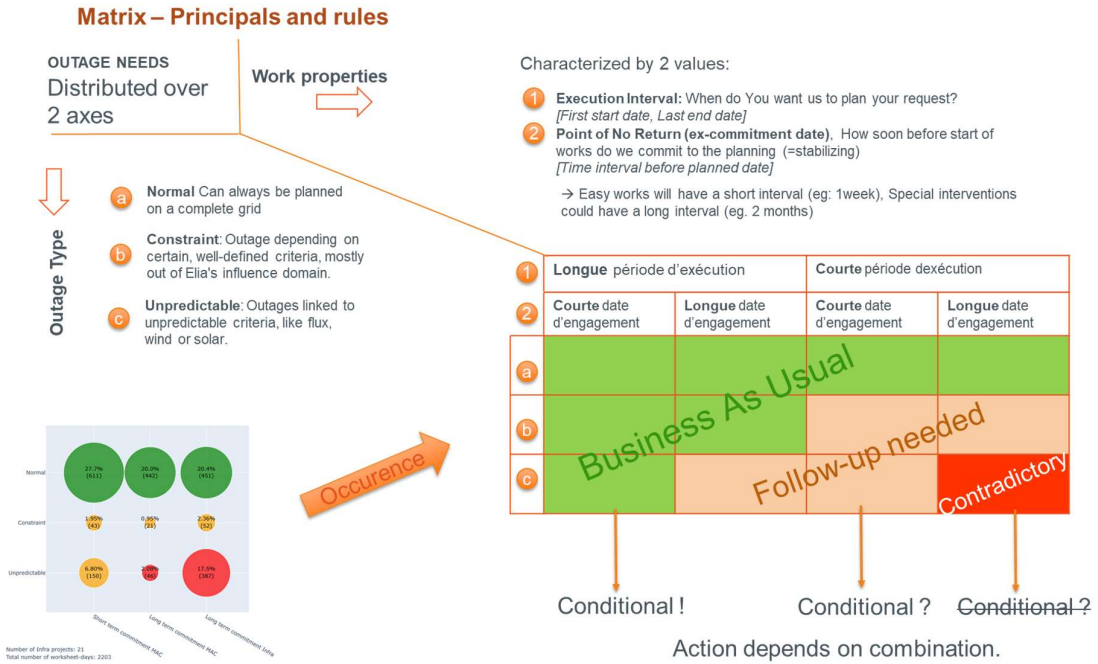 Matrix – Principals and rules
OUTAGE NEEDS
Distributed over
2 axes
Work properties
Outage Type
a
Normal Can always be planned
on a complete grid
b
Constraint: Outage depending on
certain, well-defined criteria, mostly
out of Elia's influence domain.
c
Unpredictable: Outages linked to
unpredictable criteria, like flux,
wind or solar.
Characterized by 2 values:
1
Execution Interval: When do You want us to plan your request?
[First start date, Last end date]
2
Point of No Return (ex-commitment date), How soon before start of
works do we commit to the planning (=stabilizing)
[Time interval before planned date]
→ Easy works will have a short interval (eg: 1week), Special interventions
could have a long interval (eg. 2 months)
1
Longue période d'exécution
Courte période dexécution
2
Courte date
d'engagement
Longue date
d'engagement
Courte date
d'engagement
Longue date
d'engagement
a
b
c
Business As Usual
Follow-up needed
Contradictory
Conditional !
Conditional ?
Conditional ?
Action depends on combination.
Occurence
Normal
27.7%
(611)
20.0%
(442)
20.4%
(451)
Constraint
1.95%
(43)
0.95%
(21)
2.36%
(52)
Unpredictable
6.80%
(150)
2.08%
(46)
17.5%
(387)
Short term commitment MAC
Long term commitment MAC
Long term commitment Infra
Number of Infra projects: 21
Total number of worksheet-days: 2203